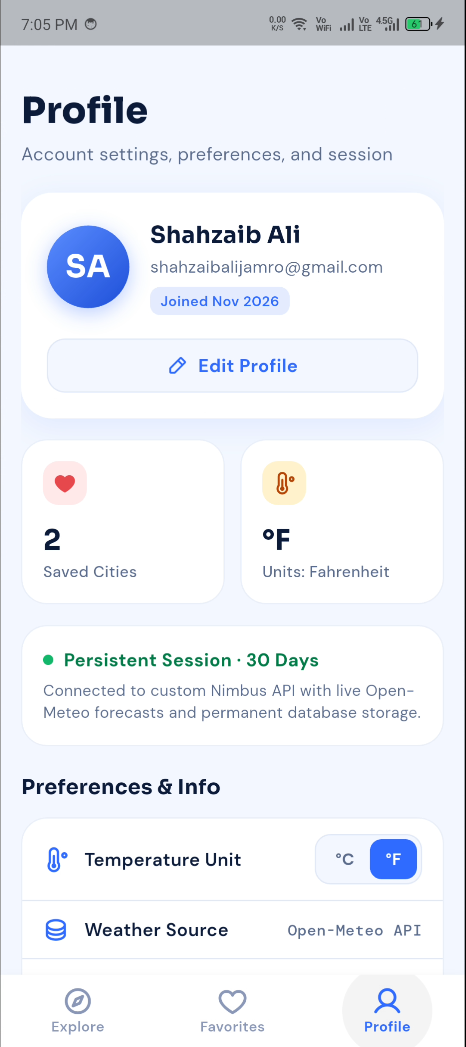 7:05 PM
0.00 K/S Vo WiFi Vo LTE 4.5G 61
Profile
Account settings, preferences, and session
SA
Shahzaib Ali
shahzaibalijamro@gmail.com
Joined Nov 2026
Edit Profile
2
Saved Cities
°F
Units: Fahrenheit
Persistent Session · 30 Days
Connected to custom Nimbus API with live Open-
Meteo forecasts and permanent database storage.
Preferences & Info
Temperature Unit
°C °F
Weather Source
Open-Meteo API
Explore
Favorites
Profile